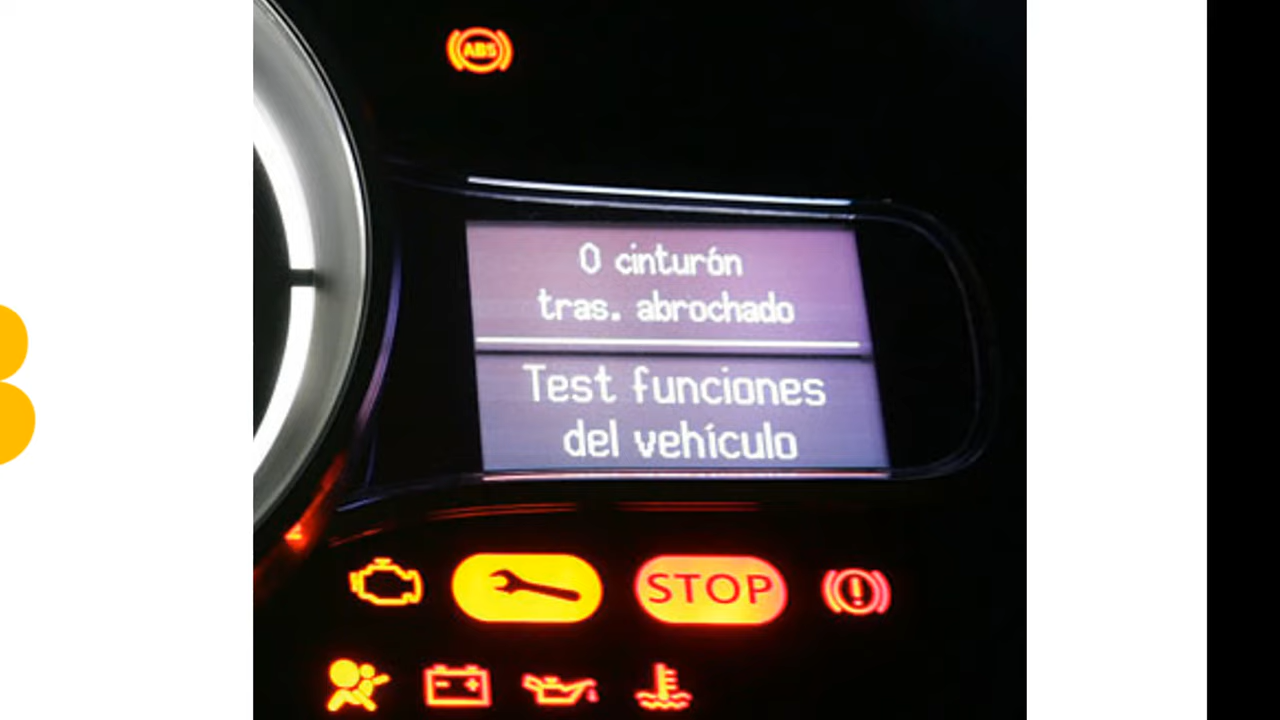 ABS
0 cinturón
tras. abrochado
Test funciones
del vehículo
STOP